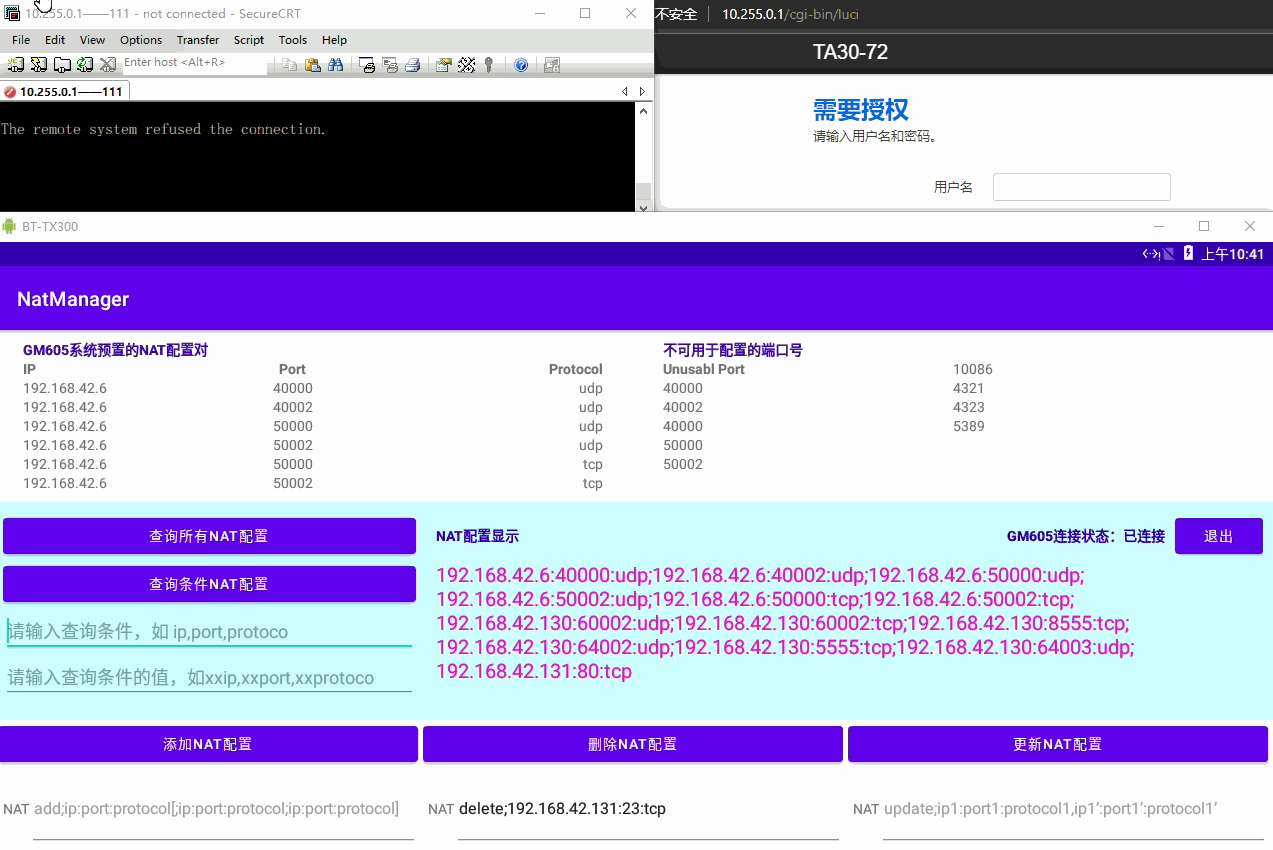 10.255.0.1——111 - not connected - SecureCRT
File Edit View Options Transfer Script Tools Help
Enter host <Alt+R>
10.255.0.1——111
The remote system refused the connection.
不安全 10.255.0.1/cgi-bin/luci
TA30-72
需要授权
请输入用户名和密码。
用户名
BT-TX300
上午10:41
NatManager
GM605系统预置的NAT配置对
IP Port Protocol
192.168.42.6 40000 udp
192.168.42.6 40002 udp
192.168.42.6 50000 udp
192.168.42.6 50002 udp
192.168.42.6 50000 tcp
192.168.42.6 50002 tcp
不可用于配置的端口号
Unusabl Port 10086
40000 4321
40002 4323
40000 5389
50000
50002
查询所有NAT配置
查询条件NAT配置
请输入查询条件，如 ip,port,protoco
请输入查询条件的值，如xxip,xxport,xxprotoco
NAT配置显示
GM605连接状态：已连接
退出
192.168.42.6:40000:udp;192.168.42.6:40002:udp;192.168.42.6:50000:udp;
192.168.42.6:50002:udp;192.168.42.6:50000:tcp;192.168.42.6:50002:tcp;
192.168.42.130:60002:udp;192.168.42.130:60002:tcp;192.168.42.130:8555:tcp;
192.168.42.130:64002:udp;192.168.42.130:5555:tcp;192.168.42.130:64003:udp;
192.168.42.131:80:tcp
添加NAT配置
删除NAT配置
更新NAT配置
NAT add;ip:port:protocol[;ip:port:protocol;ip:port:protocol]
NAT delete;192.168.42.131:23:tcp
NAT update;ip1:port1:protocol1,ip1’:port1’:protocol1’